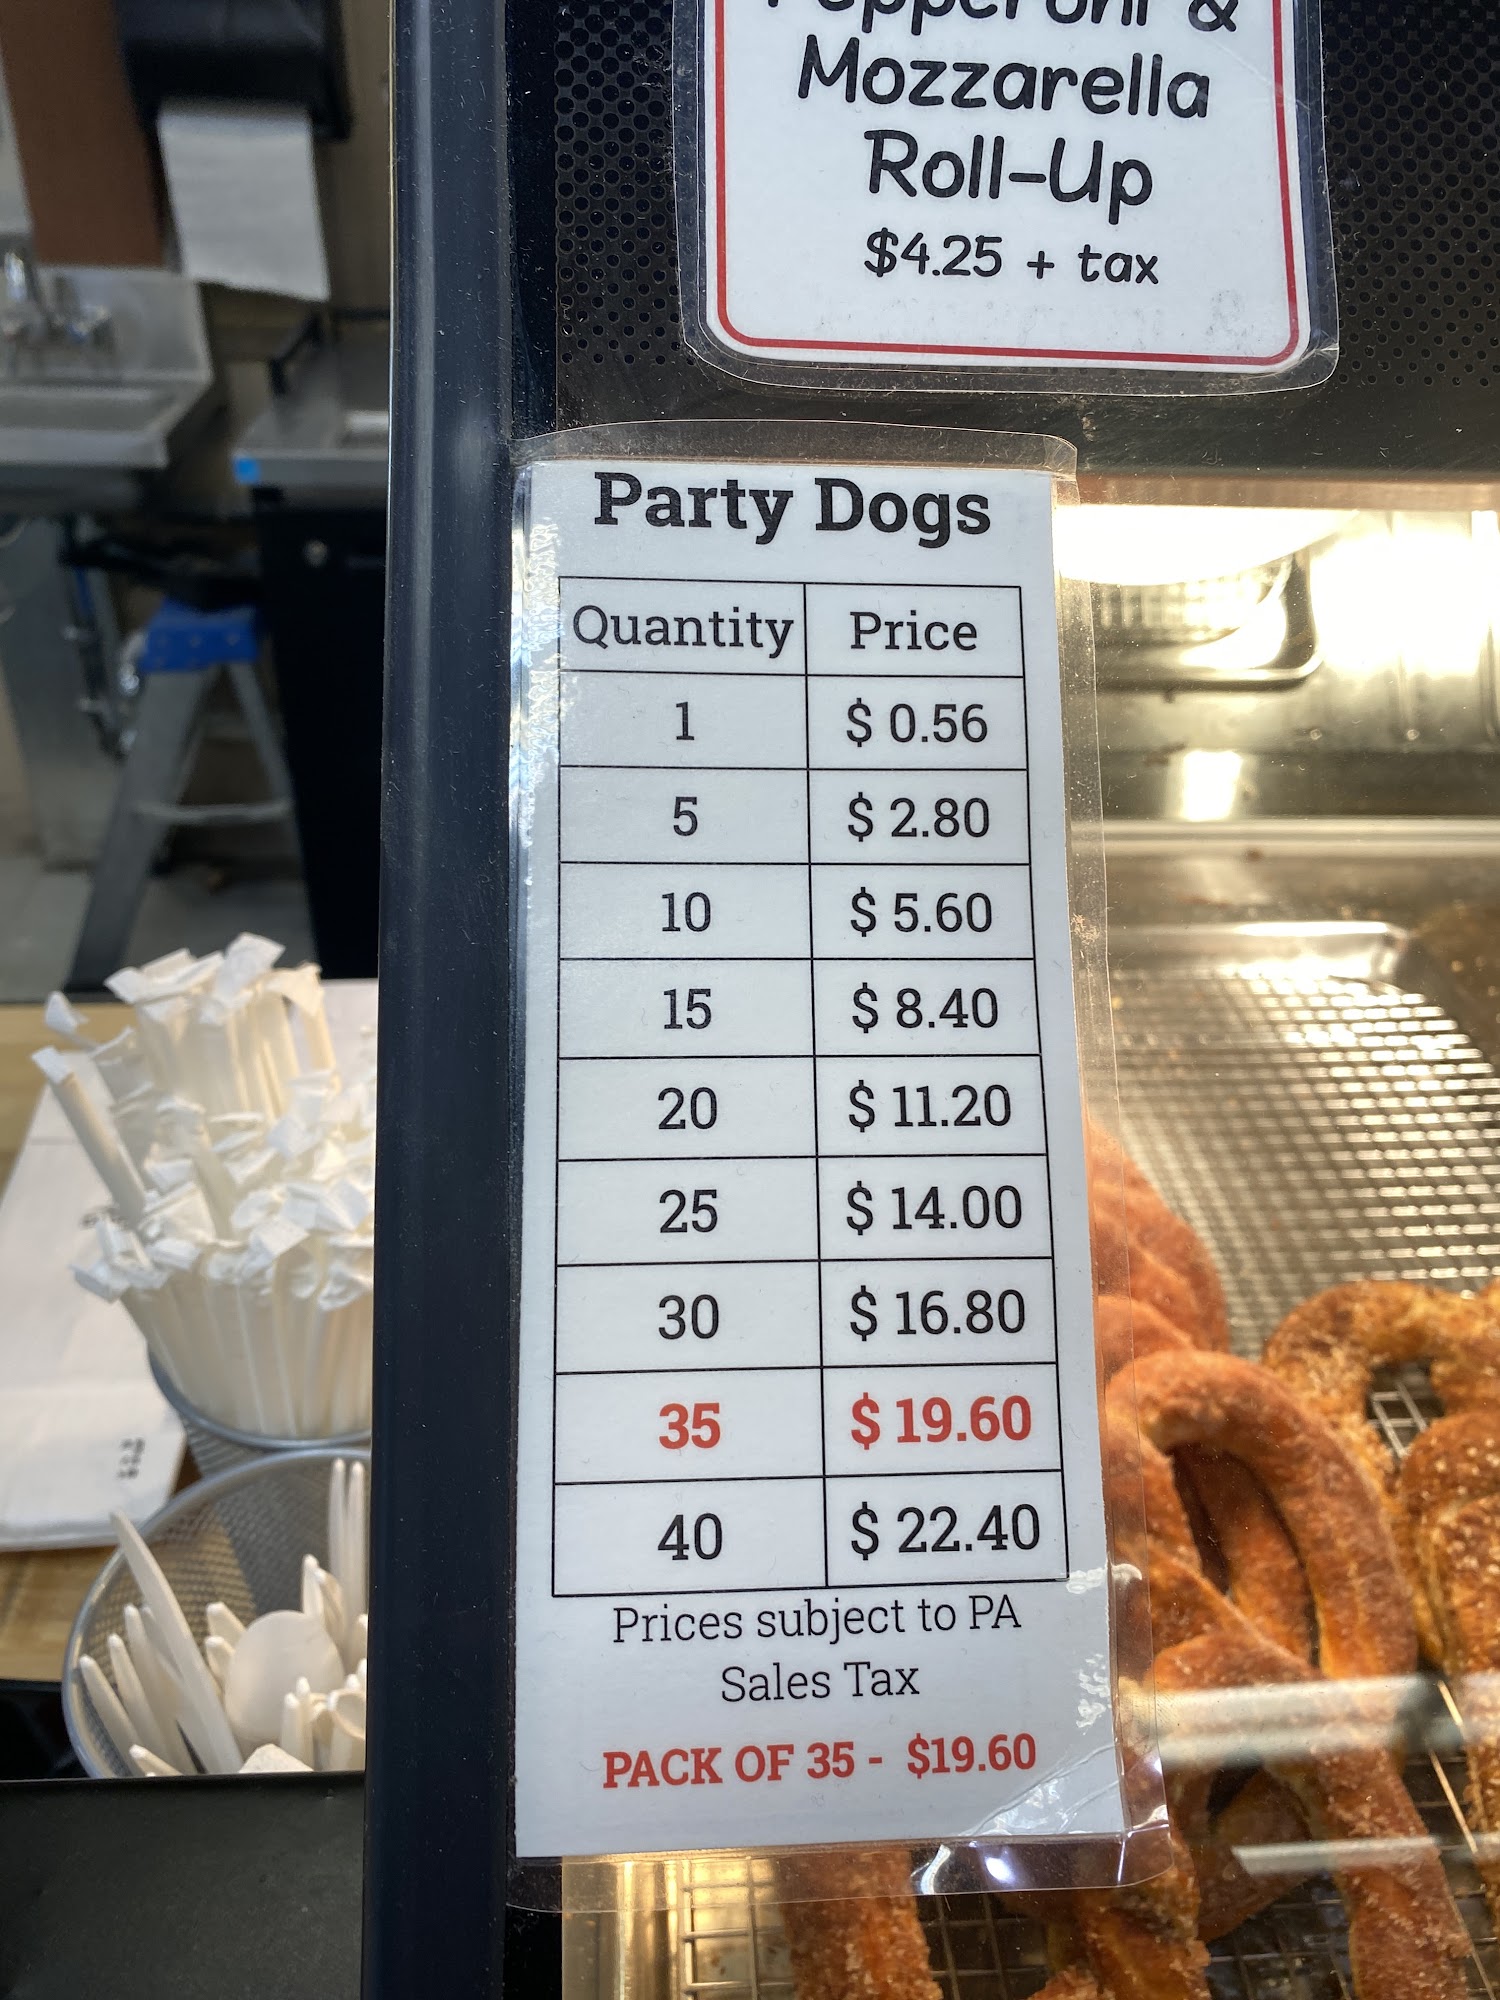 Pepperoni &
Mozzarella
Roll-Up
$4.25 + tax
Party Dogs
Quantity Price
1 $ 0.56
5 $ 2.80
10 $ 5.60
15 $ 8.40
20 $ 11.20
25 $ 14.00
30 $ 16.80
35 $ 19.60
40 $ 22.40
Prices subject to PA
Sales Tax
PACK OF 35 - $19.60